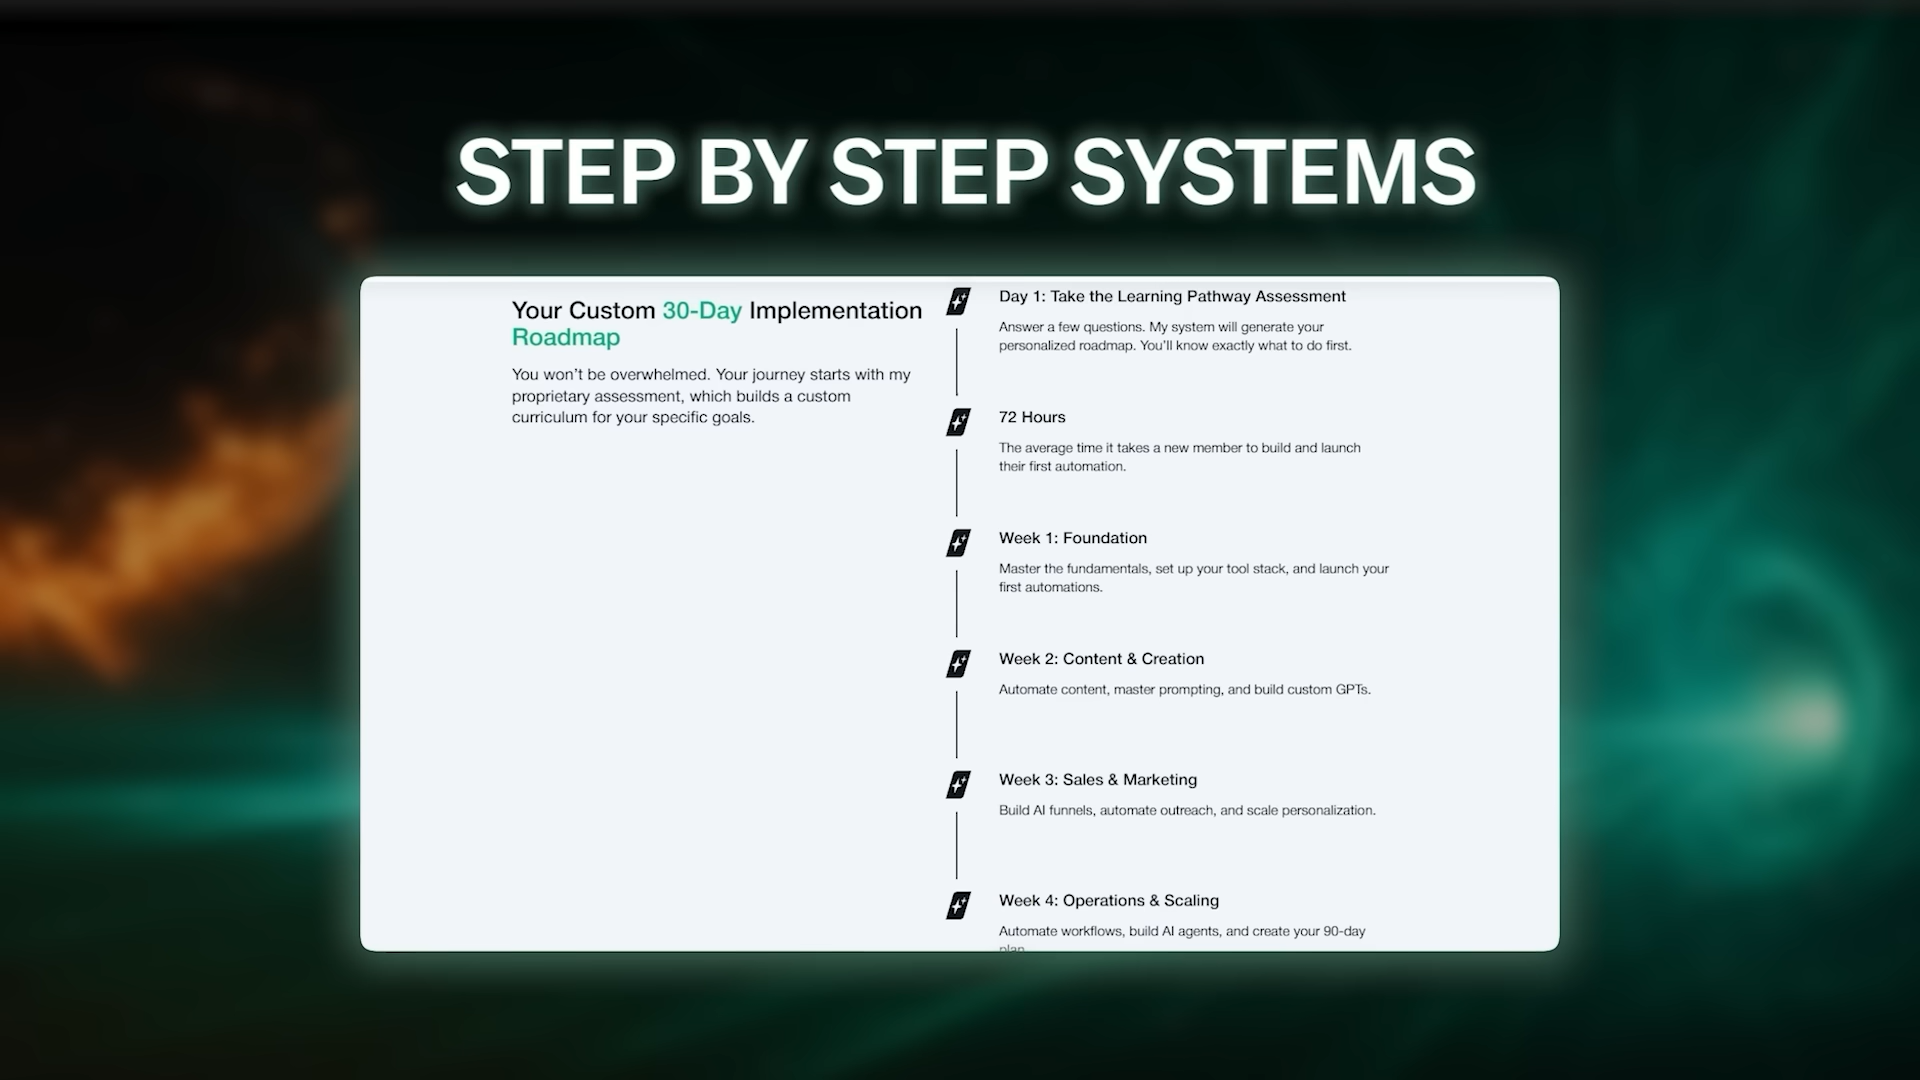 STEP BY STEP SYSTEMS
Your Custom 30-Day Implementation
Roadmap
You won’t be overwhelmed. Your journey starts with my
proprietary assessment, which builds a custom
curriculum for your specific goals.
Day 1: Take the Learning Pathway Assessment
Answer a few questions. My system will generate your
personalized roadmap. You’ll know exactly what to do first.
72 Hours
The average time it takes a new member to build and launch
their first automation.
Week 1: Foundation
Master the fundamentals, set up your tool stack, and launch your
first automations.
Week 2: Content & Creation
Automate content, master prompting, and build custom GPTs.
Week 3: Sales & Marketing
Build AI funnels, automate outreach, and scale personalization.
Week 4: Operations & Scaling
Automate workflows, build AI agents, and create your 90-day
plan.